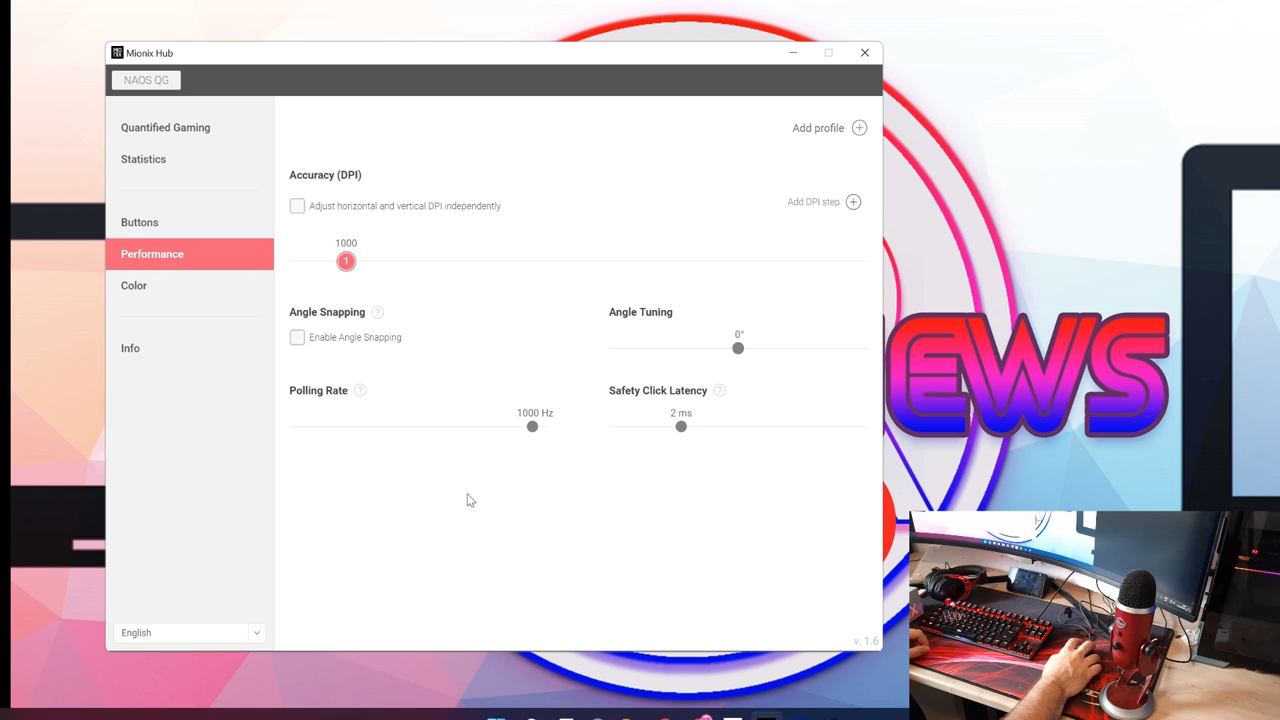 Mionix Hub
NAOS QG
Quantified Gaming
Statistics
Buttons
Performance
Color
Info
English
Add profile
Accuracy (DPI)
Adjust horizontal and vertical DPI independently
Add DPI step
1000
1
Angle Snapping ?
Enable Angle Snapping
Angle Tuning
0°
Polling Rate ?
1000 Hz
Safety Click Latency ?
2 ms
v. 1.6
EWS